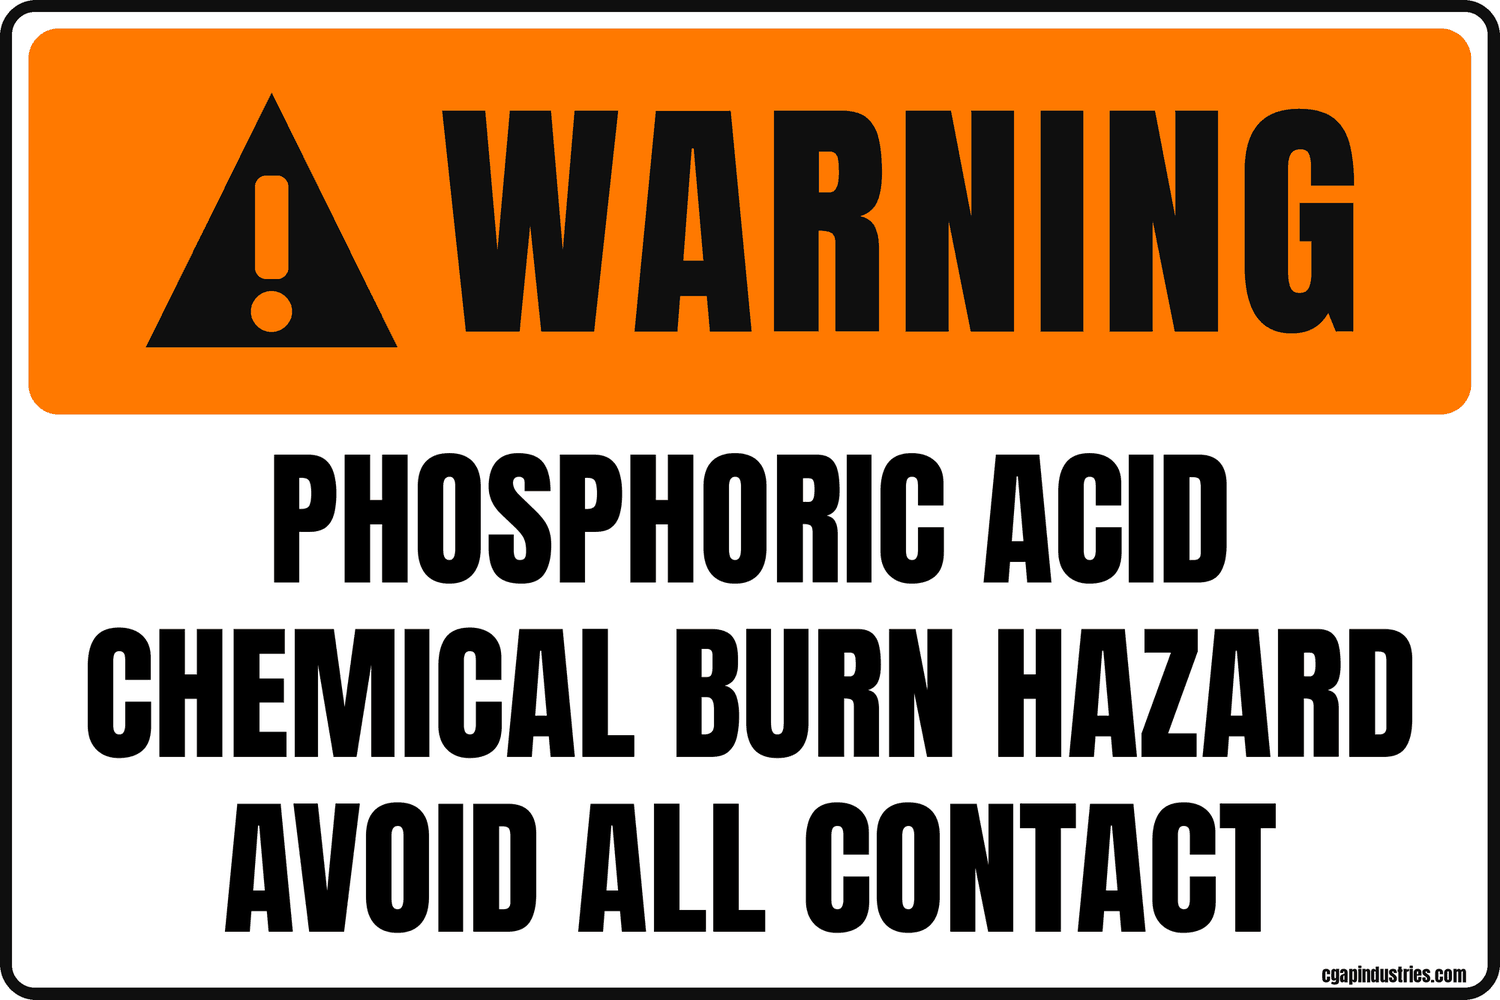 WARNING
PHOSPHORIC ACID
CHEMICAL BURN HAZARD
AVOID ALL CONTACT
cgapindustries.com